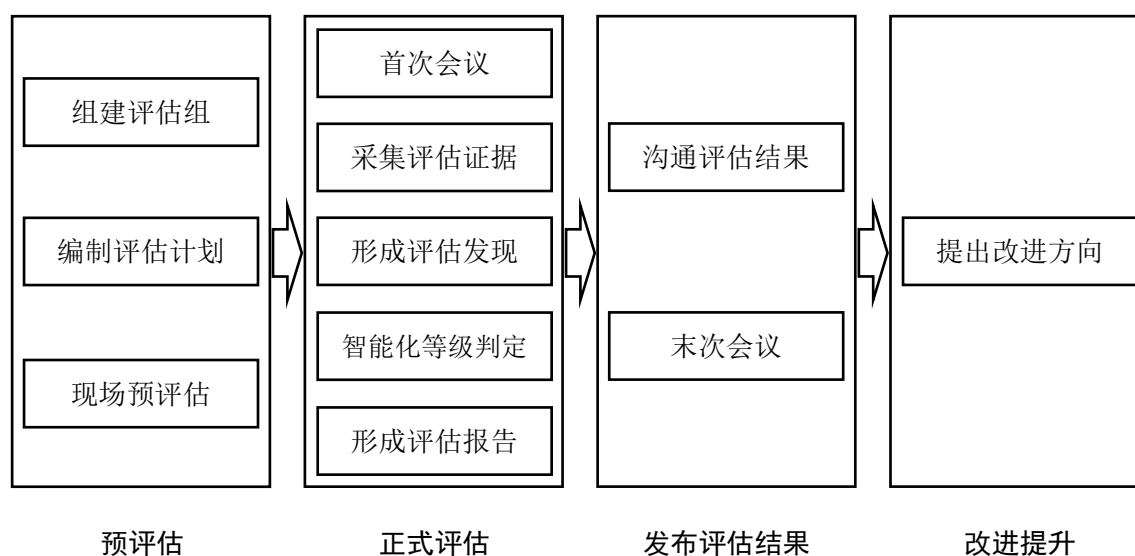 组建评估组
编制评估计划
现场预评估
首次会议
采集评估证据
形成评估发现
智能化等级判定
形成评估报告
沟通评估结果
末次会议
提出改进方向
预评估
正式评估
发布评估结果
改进提升